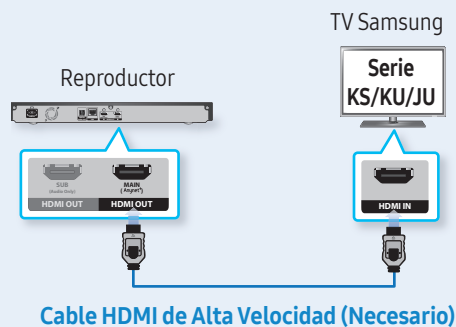 TV Samsung
Reproductor
Serie
KS/KU/JU
SUB
(Audio Only)
MAIN
(Anynet+)
HDMI OUT
HDMI OUT
HDMI IN
Cable HDMI de Alta Velocidad (Necesario)